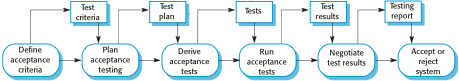 Test
criteria
Test
plan
Tests
Test
results
Testing
report
Define
acceptance
criteria
Plan
acceptance
testing
Derive
acceptance
tests
Run
acceptance
tests
Negotiate
test results
Accept or
reject
system